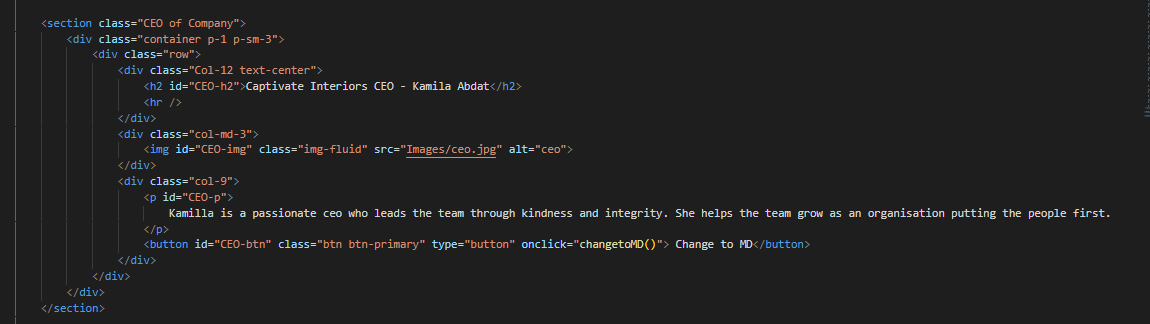 <section class="CEO of Company">
<div class="container p-1 p-sm-3">
<div class="row">
<div class="Col-12 text-center">
<h2 id="CEO-h2">Captivate Interiors CEO - Kamila Abdat</h2>
<hr />
</div>
<div class="col-md-3">
<img id="CEO-img" class="img-fluid" src="Images/ceo.jpg" alt="ceo">
</div>
<div class="col-9">
<p id="CEO-p">
Kamilla is a passionate ceo who leads the team through kindness and integrity. She helps the team grow as an organisation putting the people first.
</p>
<button id="CEO-btn" class="btn btn-primary" type="button" onclick="changetoMD()"> Change to MD</button>
</div>
</div>
</div>
</section>